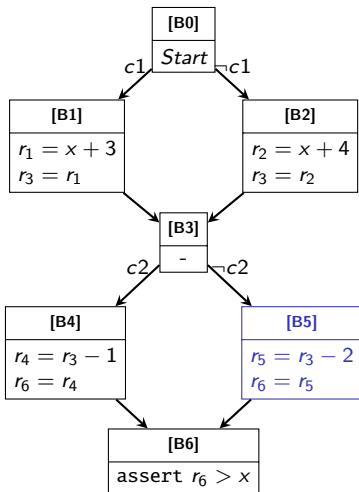 [B0]
Start
c1 ¬c1
[B1] [B2]
r₁ = x + 3 r₂ = x + 4
r₃ = r₁ r₃ = r₂
[B3]
-
c2 ¬c2
[B4] [B5]
r₄ = r₃ − 1 r₅ = r₃ − 2
r₆ = r₄ r₆ = r₅
[B6]
assert r₆ > x